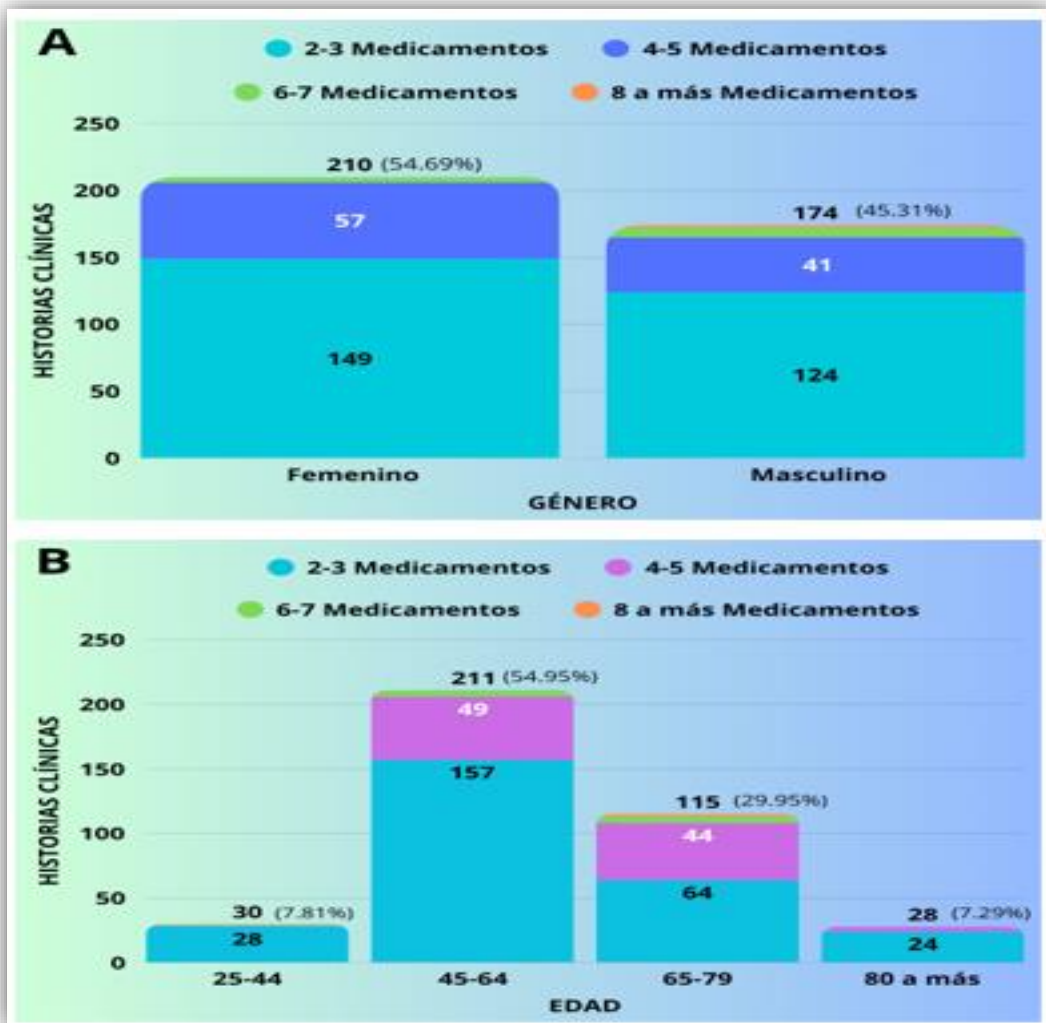 A
2-3 Medicamentos 4-5 Medicamentos
6-7 Medicamentos 8 a más Medicamentos
250
210 (54.69%)
200
174 (45.31%)
57
150
41
100
149
124
50
0
HISTORIAS CLÍNICAS
Femenino Masculino
GÉNERO
B
2-3 Medicamentos 4-5 Medicamentos
6-7 Medicamentos 8 a más Medicamentos
250
211 (54.95%)
200
49
157
150
115 (29.95%)
100
44
64
50
30 (7.81%)
28 (7.29%)
28
24
0
HISTORIAS CLÍNICAS
25-44 45-64 65-79 80 a más
EDAD